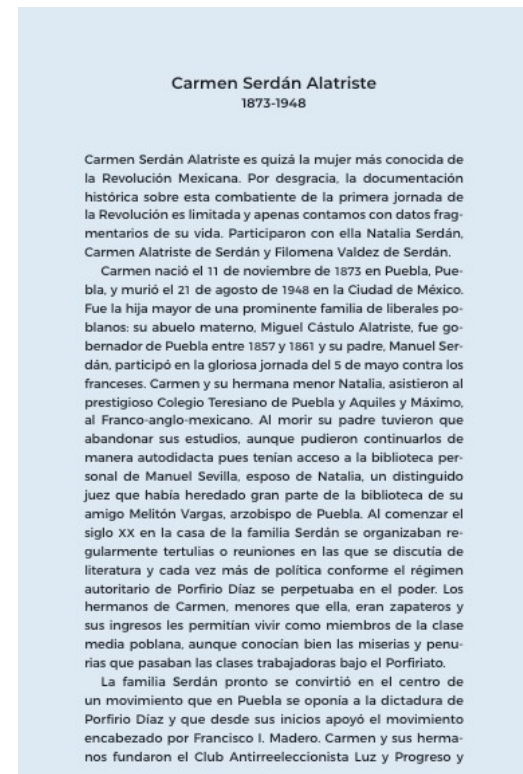 Carmen Serdán Alatriste
1873-1948
Carmen Serdán Alatriste es quizá la mujer más conocida de
la Revolución Mexicana. Por desgracia, la documentación
histórica sobre esta combatiente de la primera jornada de
la Revolución es limitada y apenas contamos con datos frag-
mentarios de su vida. Participaron con ella Natalia Serdán,
Carmen Alatriste de Serdán y Filomena Valdez de Serdán.
Carmen nació el 11 de noviembre de 1873 en Puebla, Pue-
bla, y murió el 21 de agosto de 1948 en la Ciudad de México.
Fue la hija mayor de una prominente familia de liberales po-
blanos: su abuelo materno, Miguel Cástulo Alatriste, fue go-
bernador de Puebla entre 1857 y 1861 y su padre, Manuel Ser-
dán, participó en la gloriosa jornada del 5 de mayo contra los
franceses. Carmen y su hermana menor Natalia, asistieron al
prestigioso Colegio Teresiano de Puebla y Aquiles y Máximo,
al Franco-anglo-mexicano. Al morir su padre tuvieron que
abandonar sus estudios, aunque pudieron continuarlos de
manera autodidacta pues tenían acceso a la biblioteca per-
sonal de Manuel Sevilla, esposo de Natalia, un distinguido
juez que había heredado gran parte de la biblioteca de su
amigo Melitón Vargas, arzobispo de Puebla. Al comenzar el
siglo XX en la casa de la familia Serdán se organizaban re-
gularmente tertulias o reuniones en las que se discutía de
literatura y cada vez más de política conforme el régimen
autoritario de Porfirio Díaz se perpetuaba en el poder. Los
hermanos de Carmen, menores que ella, eran zapateros y
sus ingresos les permitían vivir como miembros de la clase
media poblana, aunque conocían bien las miserias y penu-
rias que pasaban las clases trabajadoras bajo el Porfiriato.
La familia Serdán pronto se convirtió en el centro de
un movimiento que en Puebla se oponía a la dictadura de
Porfirio Díaz y que desde sus inicios apoyó el movimiento
encabezado por Francisco I. Madero. Carmen y sus herma-
nos fundaron el Club Antirreeleccionista Luz y Progreso y